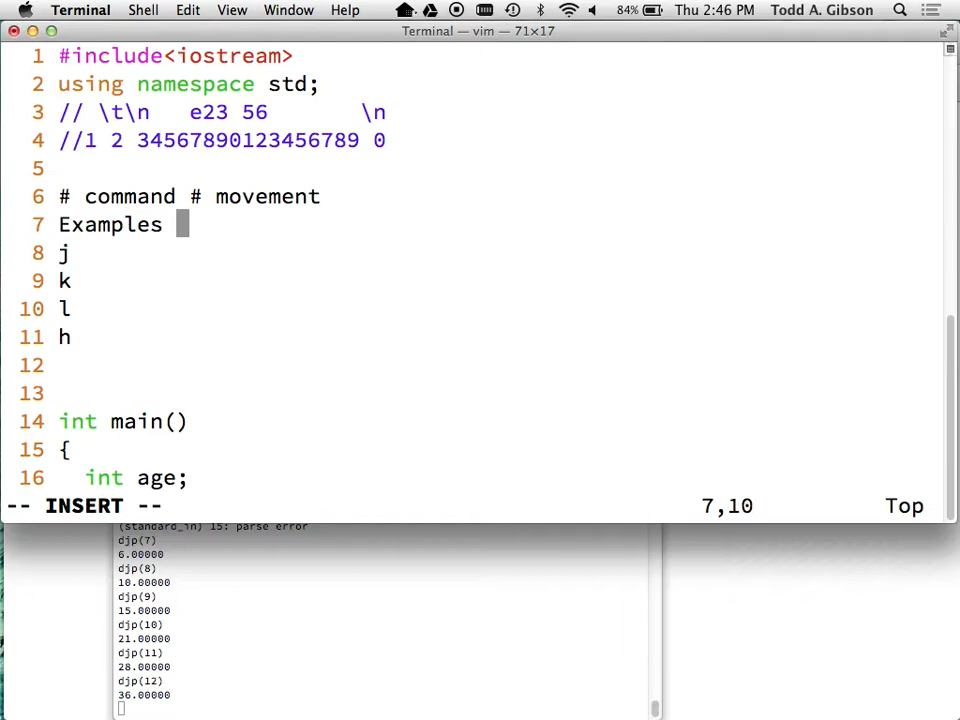 Terminal Shell Edit View Window Help 84% Thu 2:46 PM Todd A. Gibson
Terminal — vim — 71×17
1 #include<iostream>
2 using namespace std;
3 // \t\n   e23 56       \n
4 //1 2 345678901234567890 0
5
6 # command # movement
7 Examples
8 j
9 k
10 l
11 h
12
13
14 int main()
15 {
16   int age;
-- INSERT -- 7,10 Top
(standard_in) 15: parse error
djp(7)
6.00000
djp(8)
10.00000
djp(9)
15.00000
djp(10)
21.00000
djp(11)
28.00000
djp(12)
36.00000